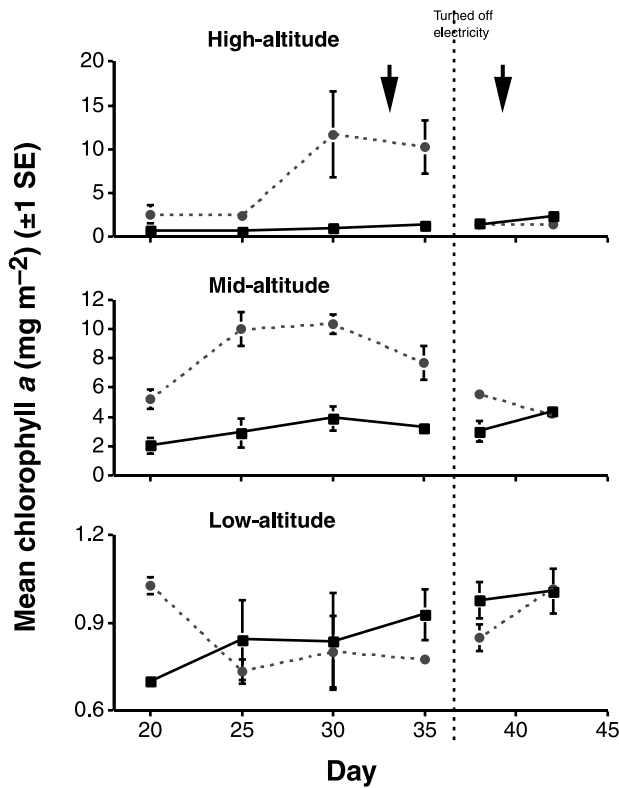 Turned off
electricity
High-altitude
20
15
10
5
0
Mid-altitude
12
10
8
6
4
2
0
Low-altitude
1.2
0.9
0.6
20 25 30 35 40 45
Day
Mean chlorophyll a (mg m−2) (±1 SE)